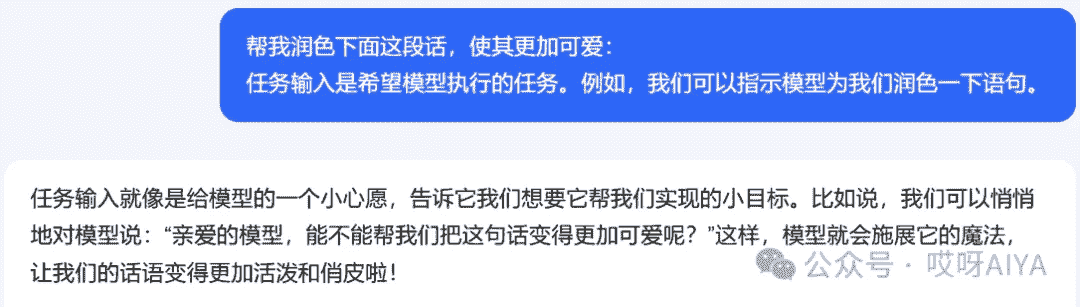 帮我润色下面这段话，使其更加可爱：
任务输入是希望模型执行的任务。例如，我们可以指示模型为我们润色一下语句。
任务输入就像是给模型的一个小心愿，告诉它我们想要它帮我们实现的小目标。比如说，我们可以悄悄
地对模型说：“亲爱的模型，能不能帮我们把这句话变得更加可爱呢？”这样，模型就会施展它的魔法，
让我们的话语变得更加活泼和俏皮啦！
公众号 · 哎呀AIYA